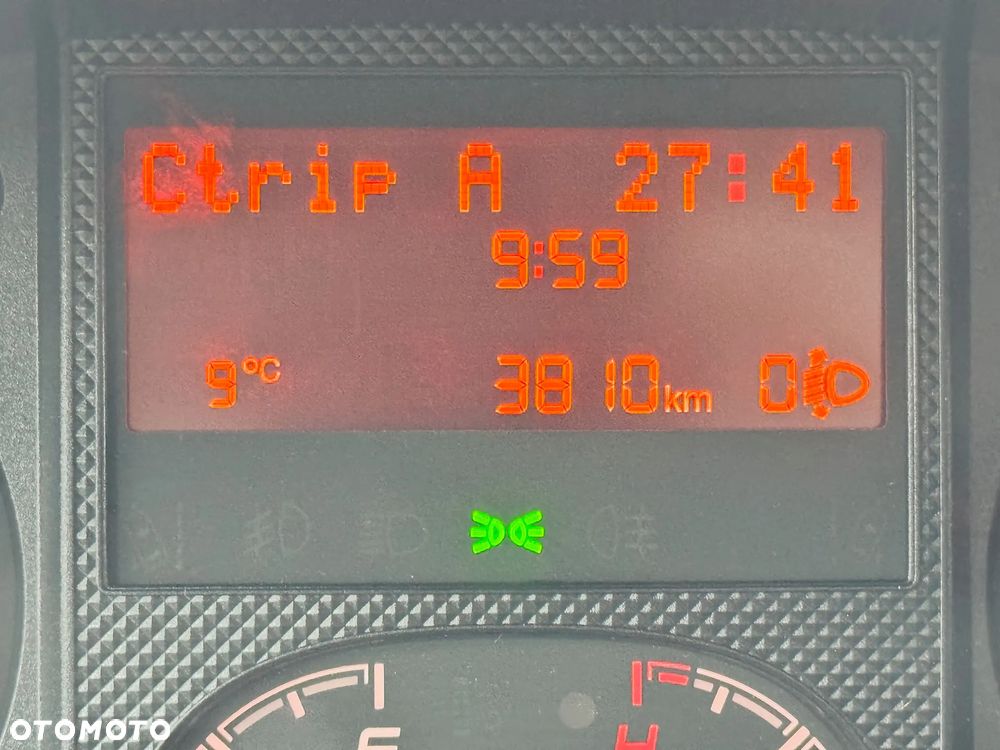 Ctrip A 27:41
9:59
9°C 3810km 0
OTOMOTO